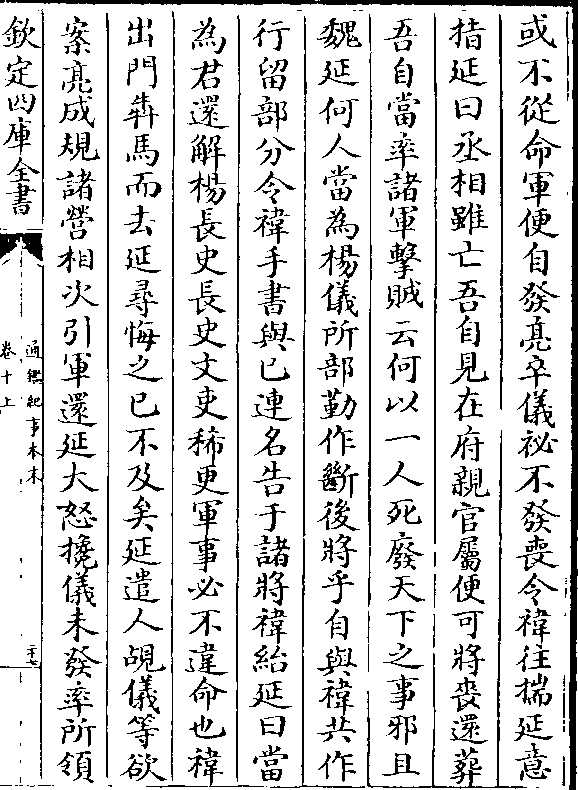 或不從命軍便自發亮卒儀祕不發喪令禕往揣延意
指延曰丞相雖亡吾自見在府親官屬便可將喪還葬
吾自當率諸軍擊賊云何以一人死廢天下之事邪且
魏延何人當為楊儀所部勒作斷後將乎自與禕共作
行留部分令禕手書與已連名告于諸將禕紿延曰當
為君還解楊長史長史文吏稀更軍事必不違命也禕
出門犇馬而去延尋悔之已不及矣延遣人覘儀等欲
案亮成規諸營相次引軍還延大怒攙儀未發率所領
欽定四庫全書
通鑑紀事本末
卷十上
二十七